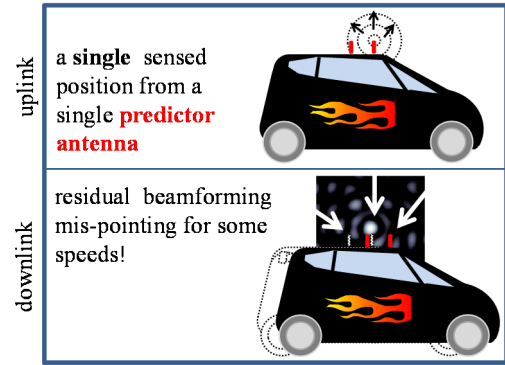 uplink
a single sensed
position from a
single predictor
antenna
downlink
residual beamforming
mis-pointing for some
speeds!